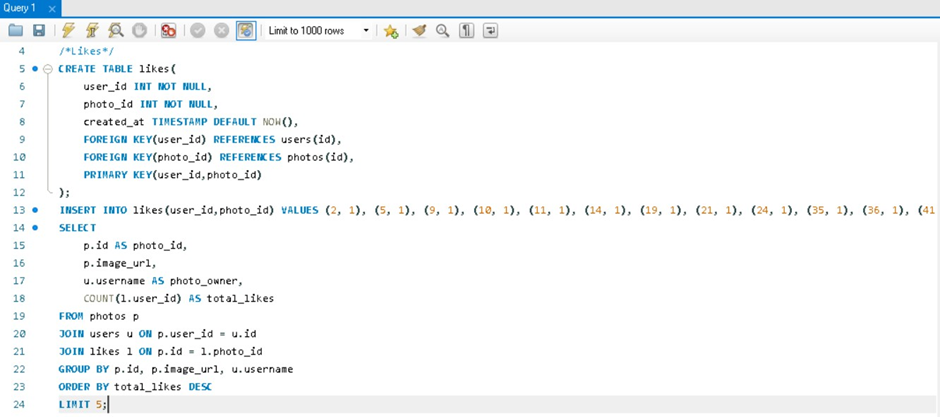 Query 1
Limit to 1000 rows
4 /*Likes*/
5 CREATE TABLE likes(
6 user_id INT NOT NULL,
7 photo_id INT NOT NULL,
8 created_at TIMESTAMP DEFAULT NOW(),
9 FOREIGN KEY(user_id) REFERENCES users(id),
10 FOREIGN KEY(photo_id) REFERENCES photos(id),
11 PRIMARY KEY(user_id,photo_id)
12 );
13 INSERT INTO likes(user_id,photo_id) VALUES (2, 1), (5, 1), (9, 1), (10, 1), (11, 1), (14, 1), (19, 1), (21, 1), (24, 1), (35, 1), (36, 1), (41
14 SELECT
15 p.id AS photo_id,
16 p.image_url,
17 u.username AS photo_owner,
18 COUNT(l.user_id) AS total_likes
19 FROM photos p
20 JOIN users u ON p.user_id = u.id
21 JOIN likes l ON p.id = l.photo_id
22 GROUP BY p.id, p.image_url, u.username
23 ORDER BY total_likes DESC
24 LIMIT 5;